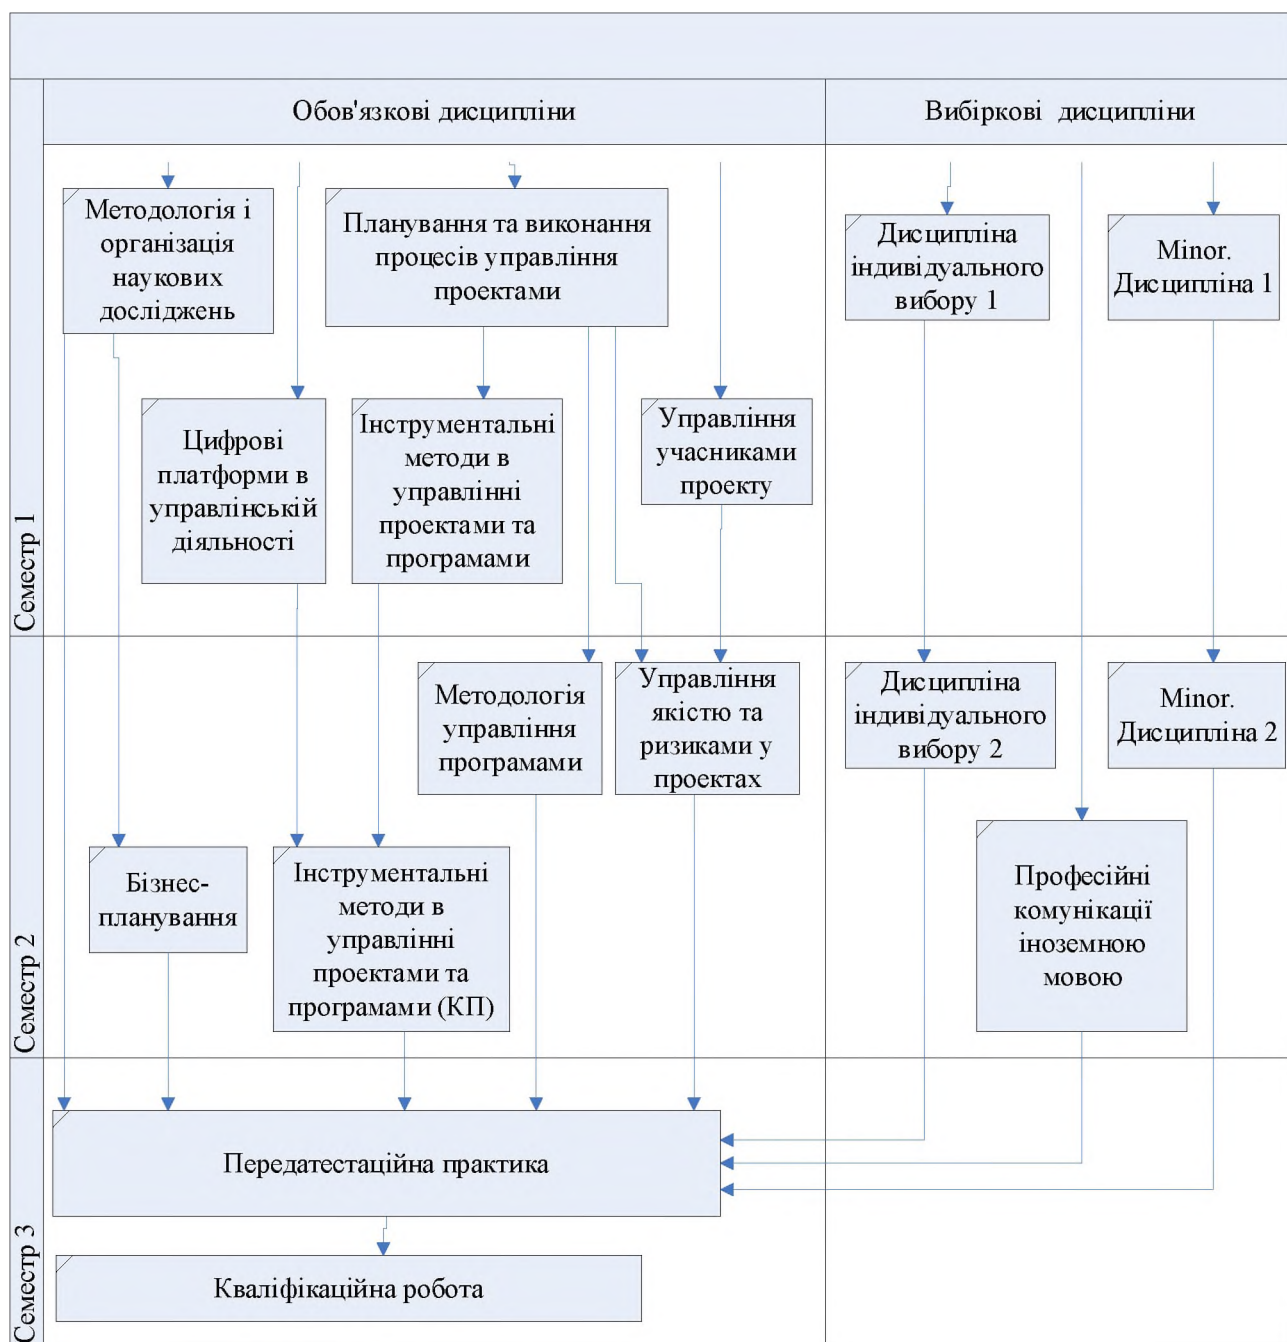 Обов'язкові дисципліни
Вибіркові дисципліни
Семестр 1
Методологія і
організація
наукових
досліджень
Планування та виконання
процесів управління
проектами
Дисципліна
індивідуального
вибору 1
Minor.
Дисципліна 1
Цифрові
платформи в
управлінській
діяльності
Інструментальні
методи в
управлінні
проектами та
програмами
Управління
учасниками
проекту
Семестр 2
Методологія
управління
програмами
Управління
якістю та
ризиками у
проектах
Дисципліна
індивідуального
вибору 2
Minor.
Дисципліна 2
Бізнес-
планування
Інструментальні
методи в
управлінні
проектами та
програмами (КП)
Професійні
комунікації
іноземною
мовою
Семестр 3
Передатестаційна практика
Кваліфікаційна робота